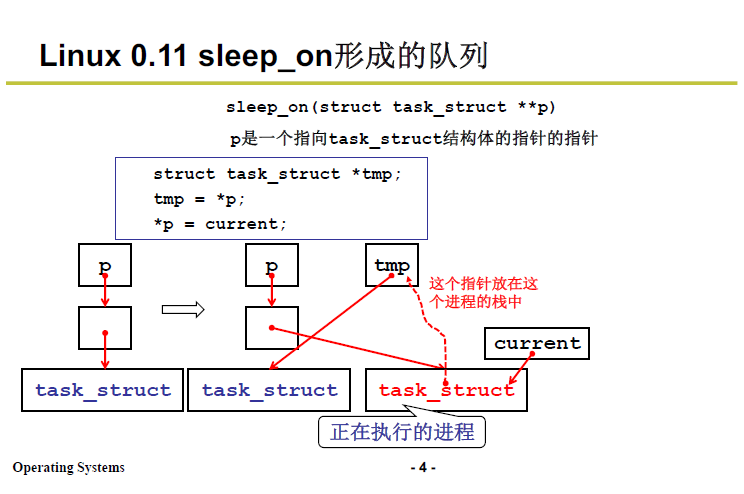 Linux 0.11 sleep_on形成的队列
sleep_on(struct task_struct **p)
p是一个指向task_struct结构体的指针的指针
struct task_struct *tmp;
tmp = *p;
*p = current;
p
p
tmp
这个指针放在这
个进程的栈中
current
task_struct
task_struct
task_struct
正在执行的进程
Operating Systems
- 4 -